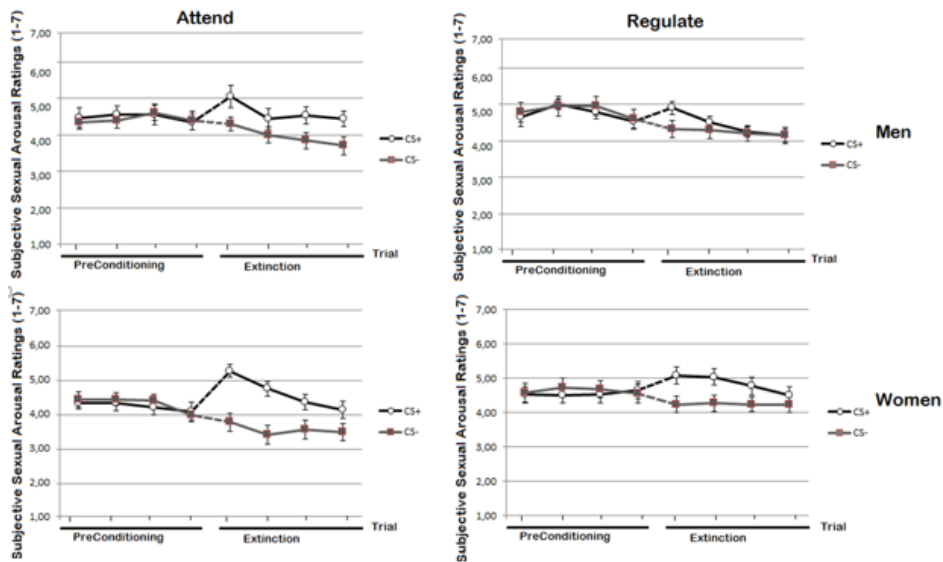 Attend
Regulate
Subjective Sexual Arousal Ratings (1-7)
7,00
6,00
5,00
4,00
3,00
2,00
1,00
CS+
CS-
Trial
PreConditioning
Extinction
Subjective Sexual Arousal Ratings (1-7)
7,00
6,00
5,00
4,00
3,00
2,00
1,00
CS+
CS-
Men
Trial
PreConditioning
Extinction
Subjective Sexual Arousal Ratings (1-7)
7,00
6,00
5,00
4,00
3,00
2,00
1,00
CS+
CS-
Trial
PreConditioning
Extinction
Subjective Sexual Arousal Ratings (1-7)
7,00
6,00
5,00
4,00
3,00
2,00
1,00
CS+
CS-
Women
Trial
PreConditioning
Extinction